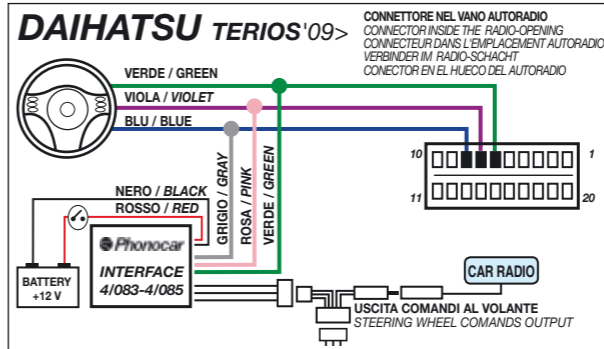 DAIHATSU TERIOS'09>
CONNETTORE NEL VANO AUTORADIO
CONNECTOR INSIDE THE RADIO-OPENING
CONNECTEUR DANS L'EMPLACEMENT AUTORADIO
VERBINDER IM RADIO-SCHACHT
CONECTOR EN EL HUECO DEL AUTORADIO
VERDE / GREEN
VIOLA / VIOLET
BLU / BLUE
10
1
11
20
NERO / BLACK
ROSSO / RED
GRIGIO / GRAY
ROSA / PINK
VERDE / GREEN
Phonocar
INTERFACE
4/083-4/085
BATTERY
+12 V
CAR RADIO
USCITA COMANDI AL VOLANTE
STEERING WHEEL COMANDS OUTPUT